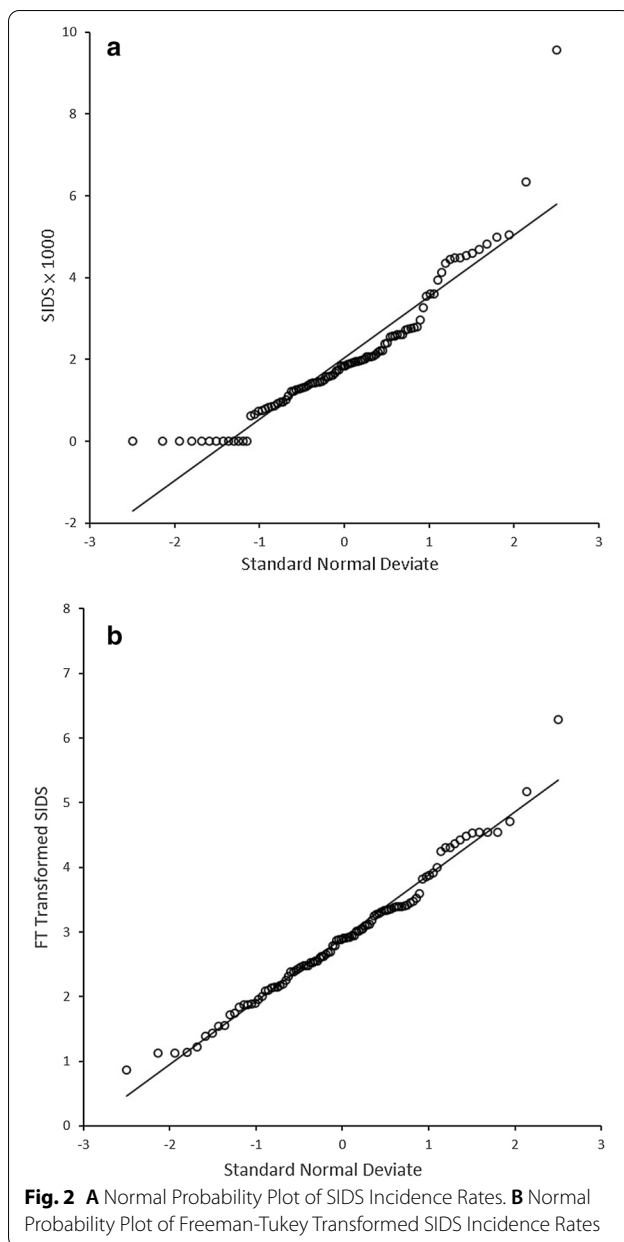 a
10
8
6
4
2
0
-2
SIDS x 1000
-3 -2 -1 0 1 2 3
Standard Normal Deviate
b
8
7
6
5
4
3
2
1
0
FT Transformed SIDS
-3 -2 -1 0 1 2 3
Standard Normal Deviate
Fig. 2 A Normal Probability Plot of SIDS Incidence Rates. B Normal
Probability Plot of Freeman-Tukey Transformed SIDS Incidence Rates